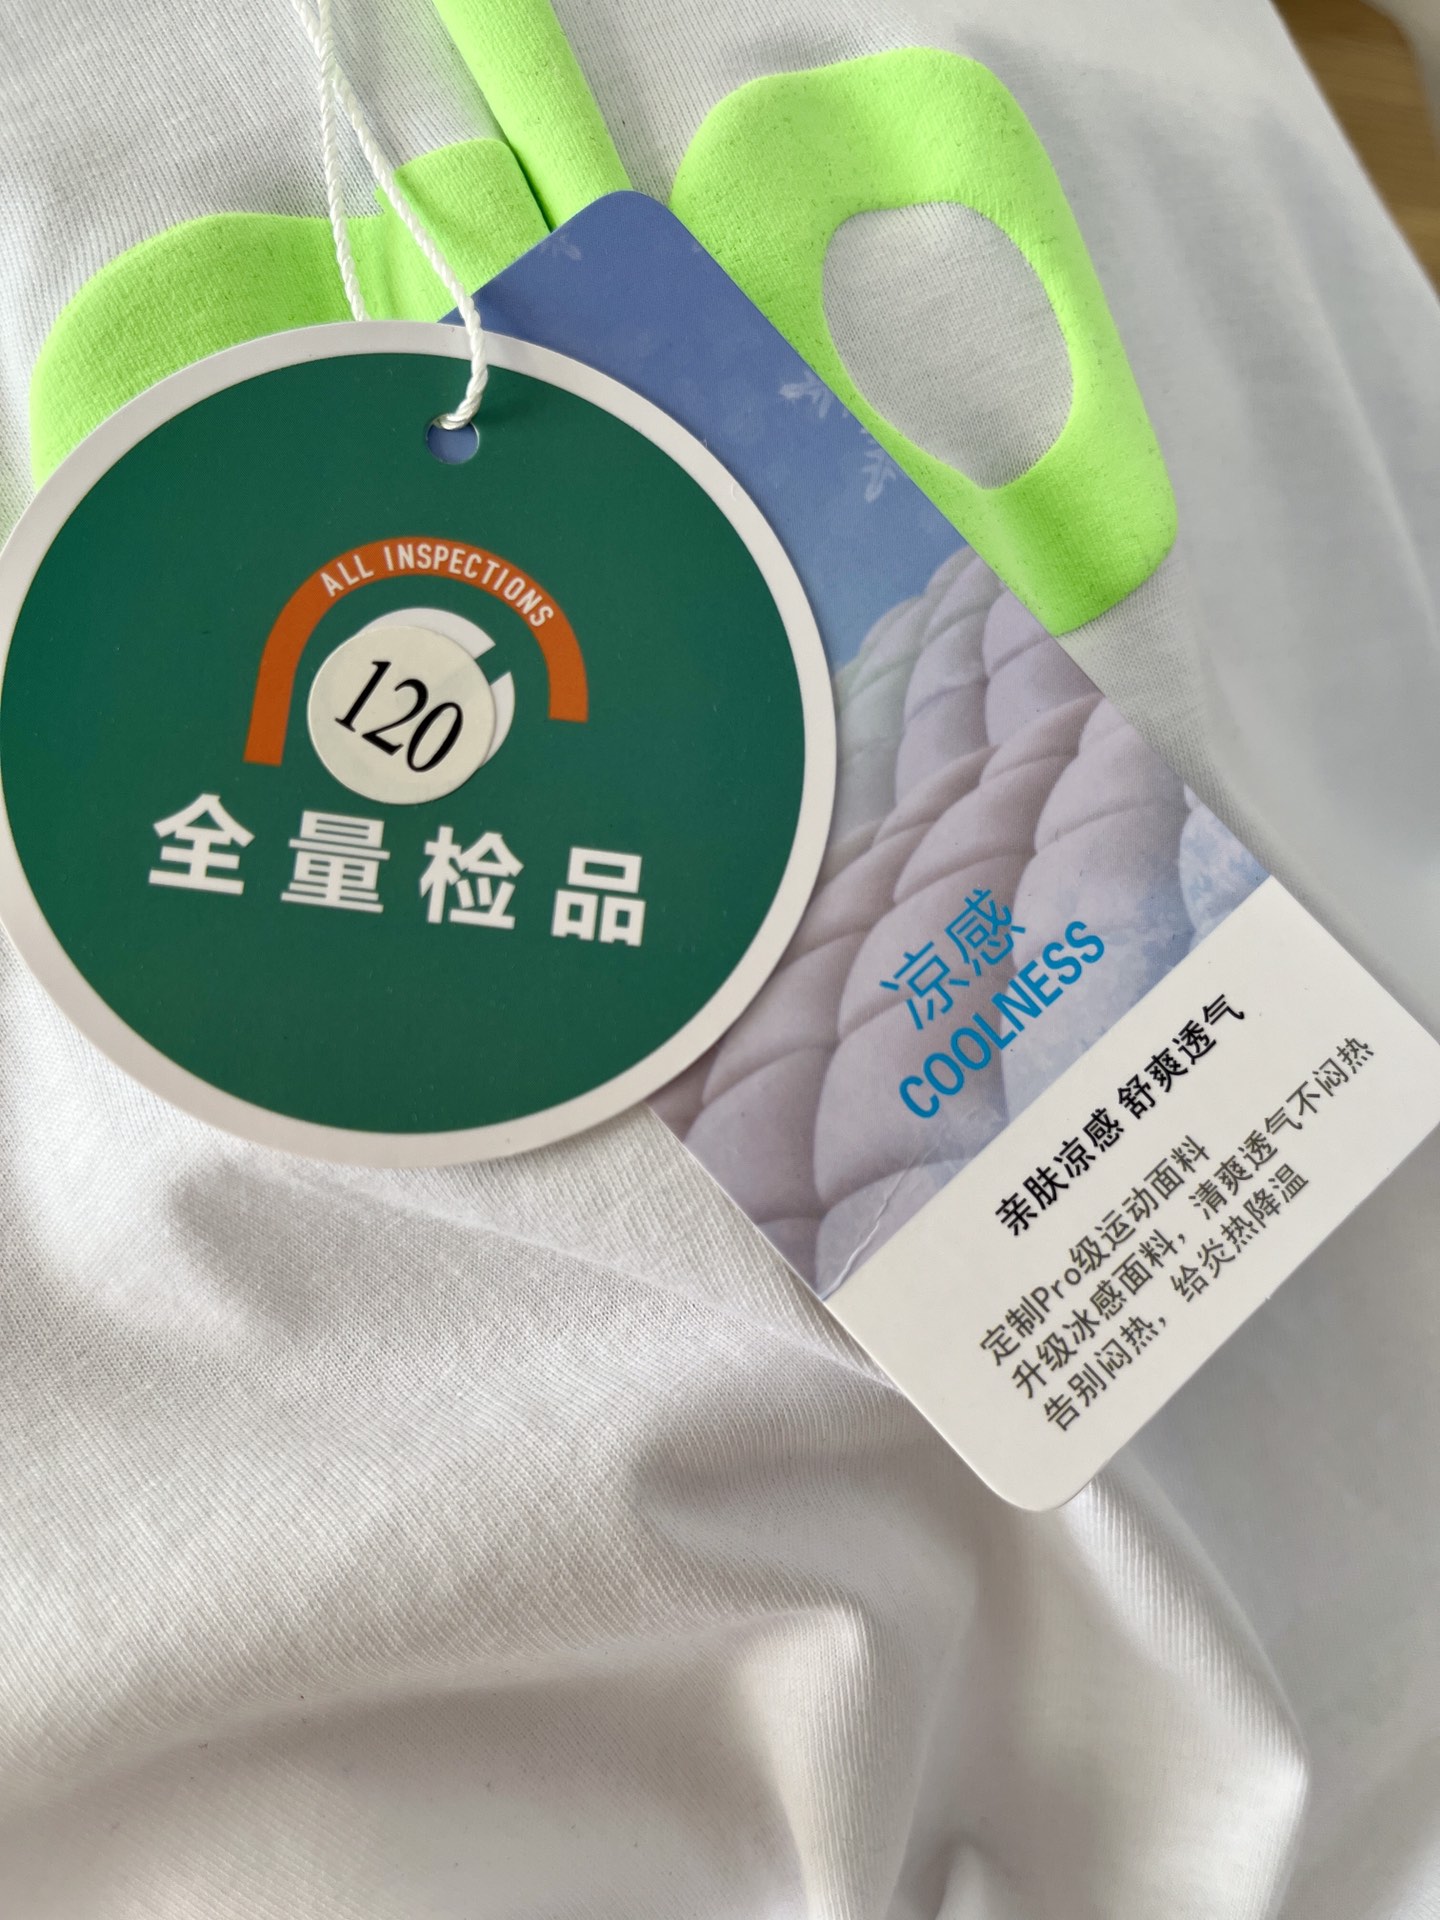 ALL INSPECTIONS
120
全量检品
凉感
COOLNESS
亲肤凉感 舒爽透气
定制Pro级运动面料
升级冰感面料，清爽透气不闷热
告别闷热，给炎热降温